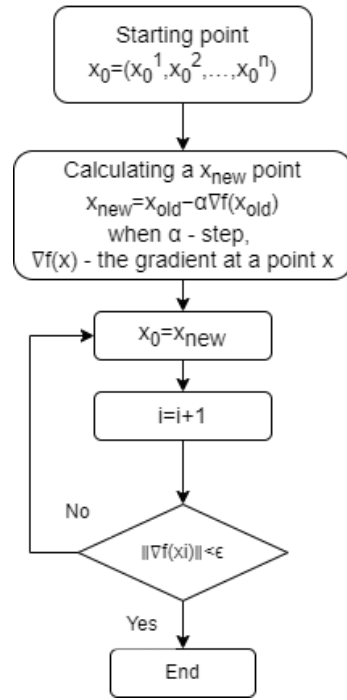 Starting point
x₀=(x₀¹,x₀²,...,x₀ⁿ)
Calculating a xnew point
xnew=xold−α∇f(xold)
when α - step,
∇f(x) - the gradient at a point x
x₀=xnew
i=i+1
No
||∇f(xi)||<ε
Yes
End